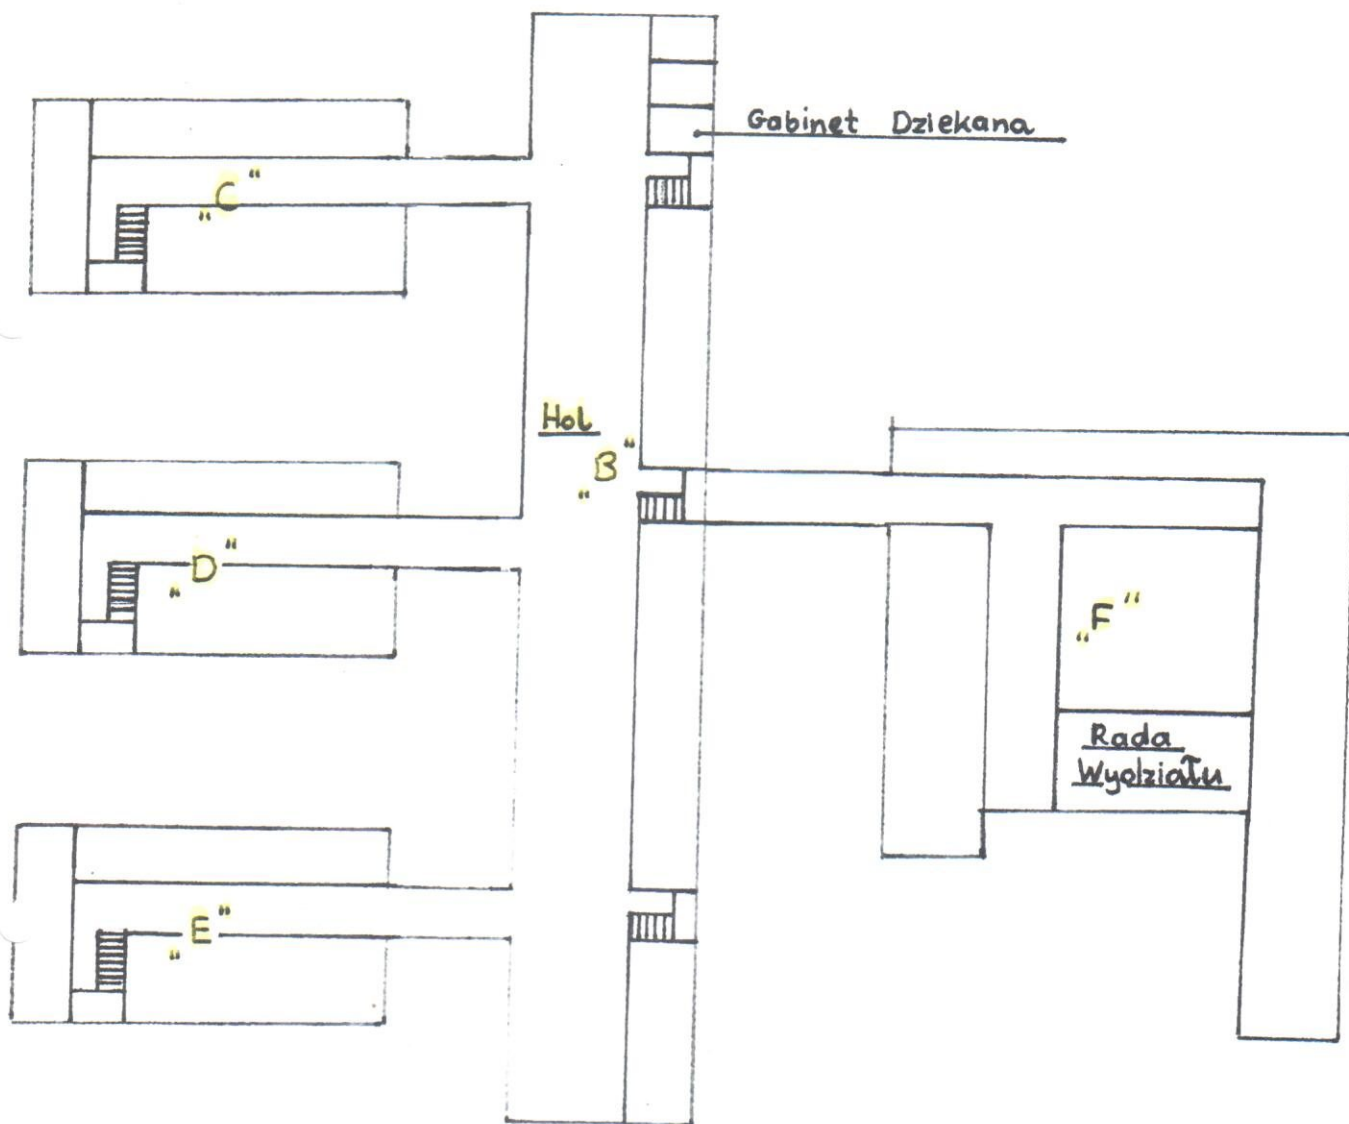 Gabinet Dziekana
„C“
Hol
„B“
„D“
„F“
Rada
Wydziału
„E“